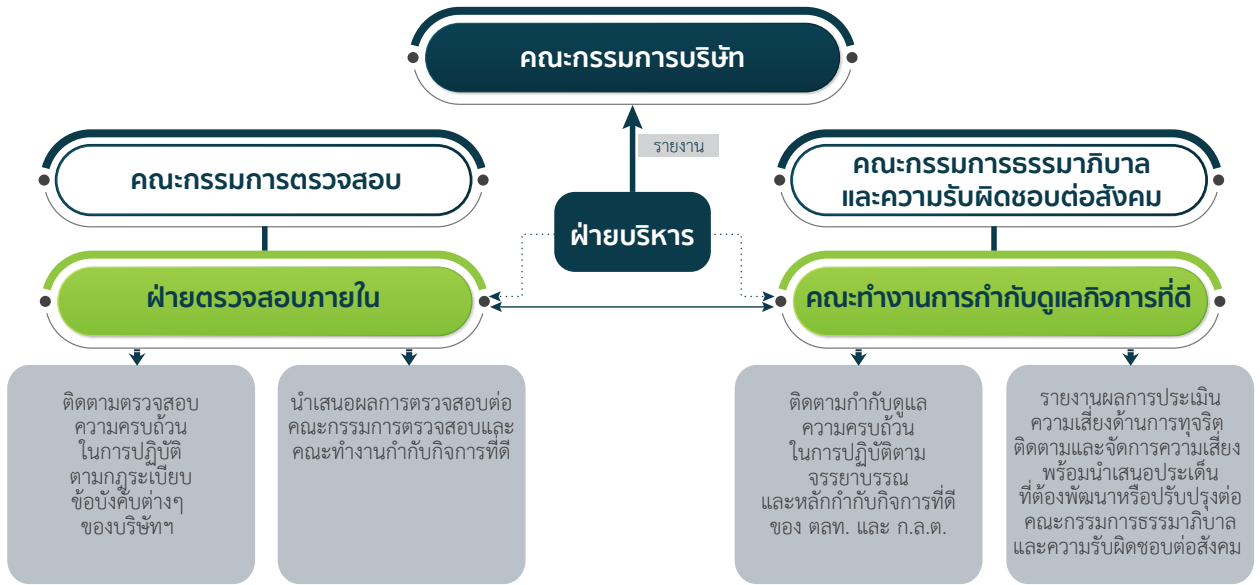 คณะกรรมการบริษัท
รายงาน
คณะกรรมการตรวจสอบ
คณะกรรมการธรรมาภิบาล
และความรับผิดชอบต่อสังคม
ฝ่ายบริหาร
ฝ่ายตรวจสอบภายใน
คณะทำงานการกำกับดูแลกิจการที่ดี
ติดตามตรวจสอบ
ความครบถ้วน
ในการปฏิบัติ
ตามกฎระเบียบ
ข้อบังคับต่างๆ
ของบริษัทฯ
นำเสนอผลการตรวจสอบต่อ
คณะกรรมการตรวจสอบและ
คณะทำงานกำกับกิจการที่ดี
ติดตามกำกับดูแล
ความครบถ้วน
ในการปฏิบัติตาม
จรรยาบรรณ
และหลักกำกับกิจการที่ดี
ของ ตลท. และ ก.ล.ต.
รายงานผลการประเมิน
ความเสี่ยงด้านการทุจริต
ติดตามและจัดการความเสี่ยง
พร้อมนำเสนอประเด็น
ที่ต้องพัฒนาหรือปรับปรุงต่อ
คณะกรรมการธรรมาภิบาล
และความรับผิดชอบต่อสังคม